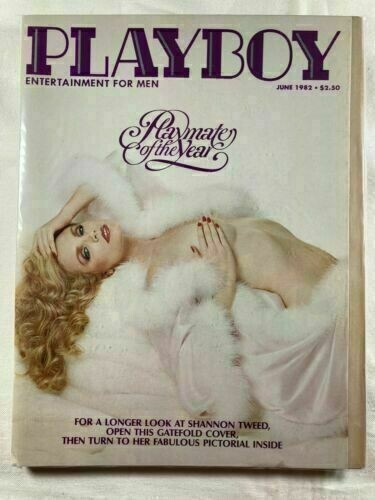 PLAYBOY
ENTERTAINMENT FOR MEN
JUNE 1982 • $2.50
Playmate
of the Year
FOR A LONGER LOOK AT SHANNON TWEED,
OPEN THIS GATEFOLD COVER,
THEN TURN TO HER FABULOUS PICTORIAL INSIDE